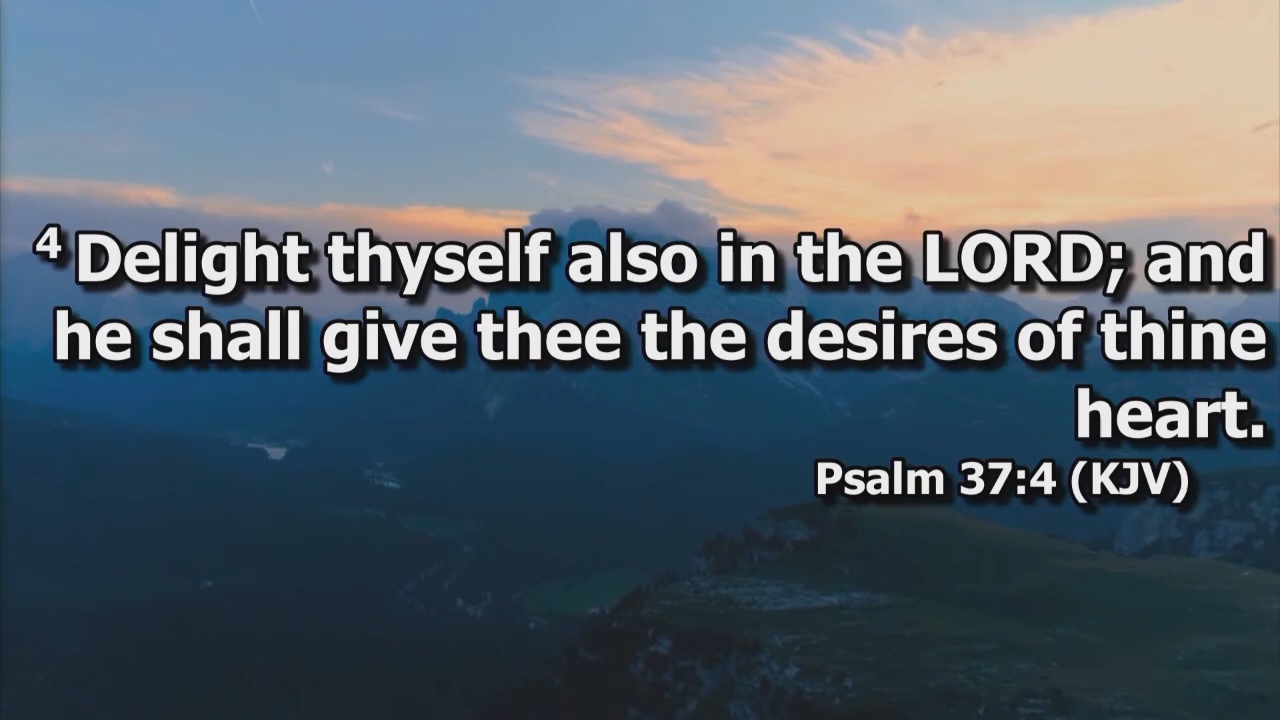 4 Delight thyself also in the LORD; and
he shall give thee the desires of thine
heart.
Psalm 37:4 (KJV)